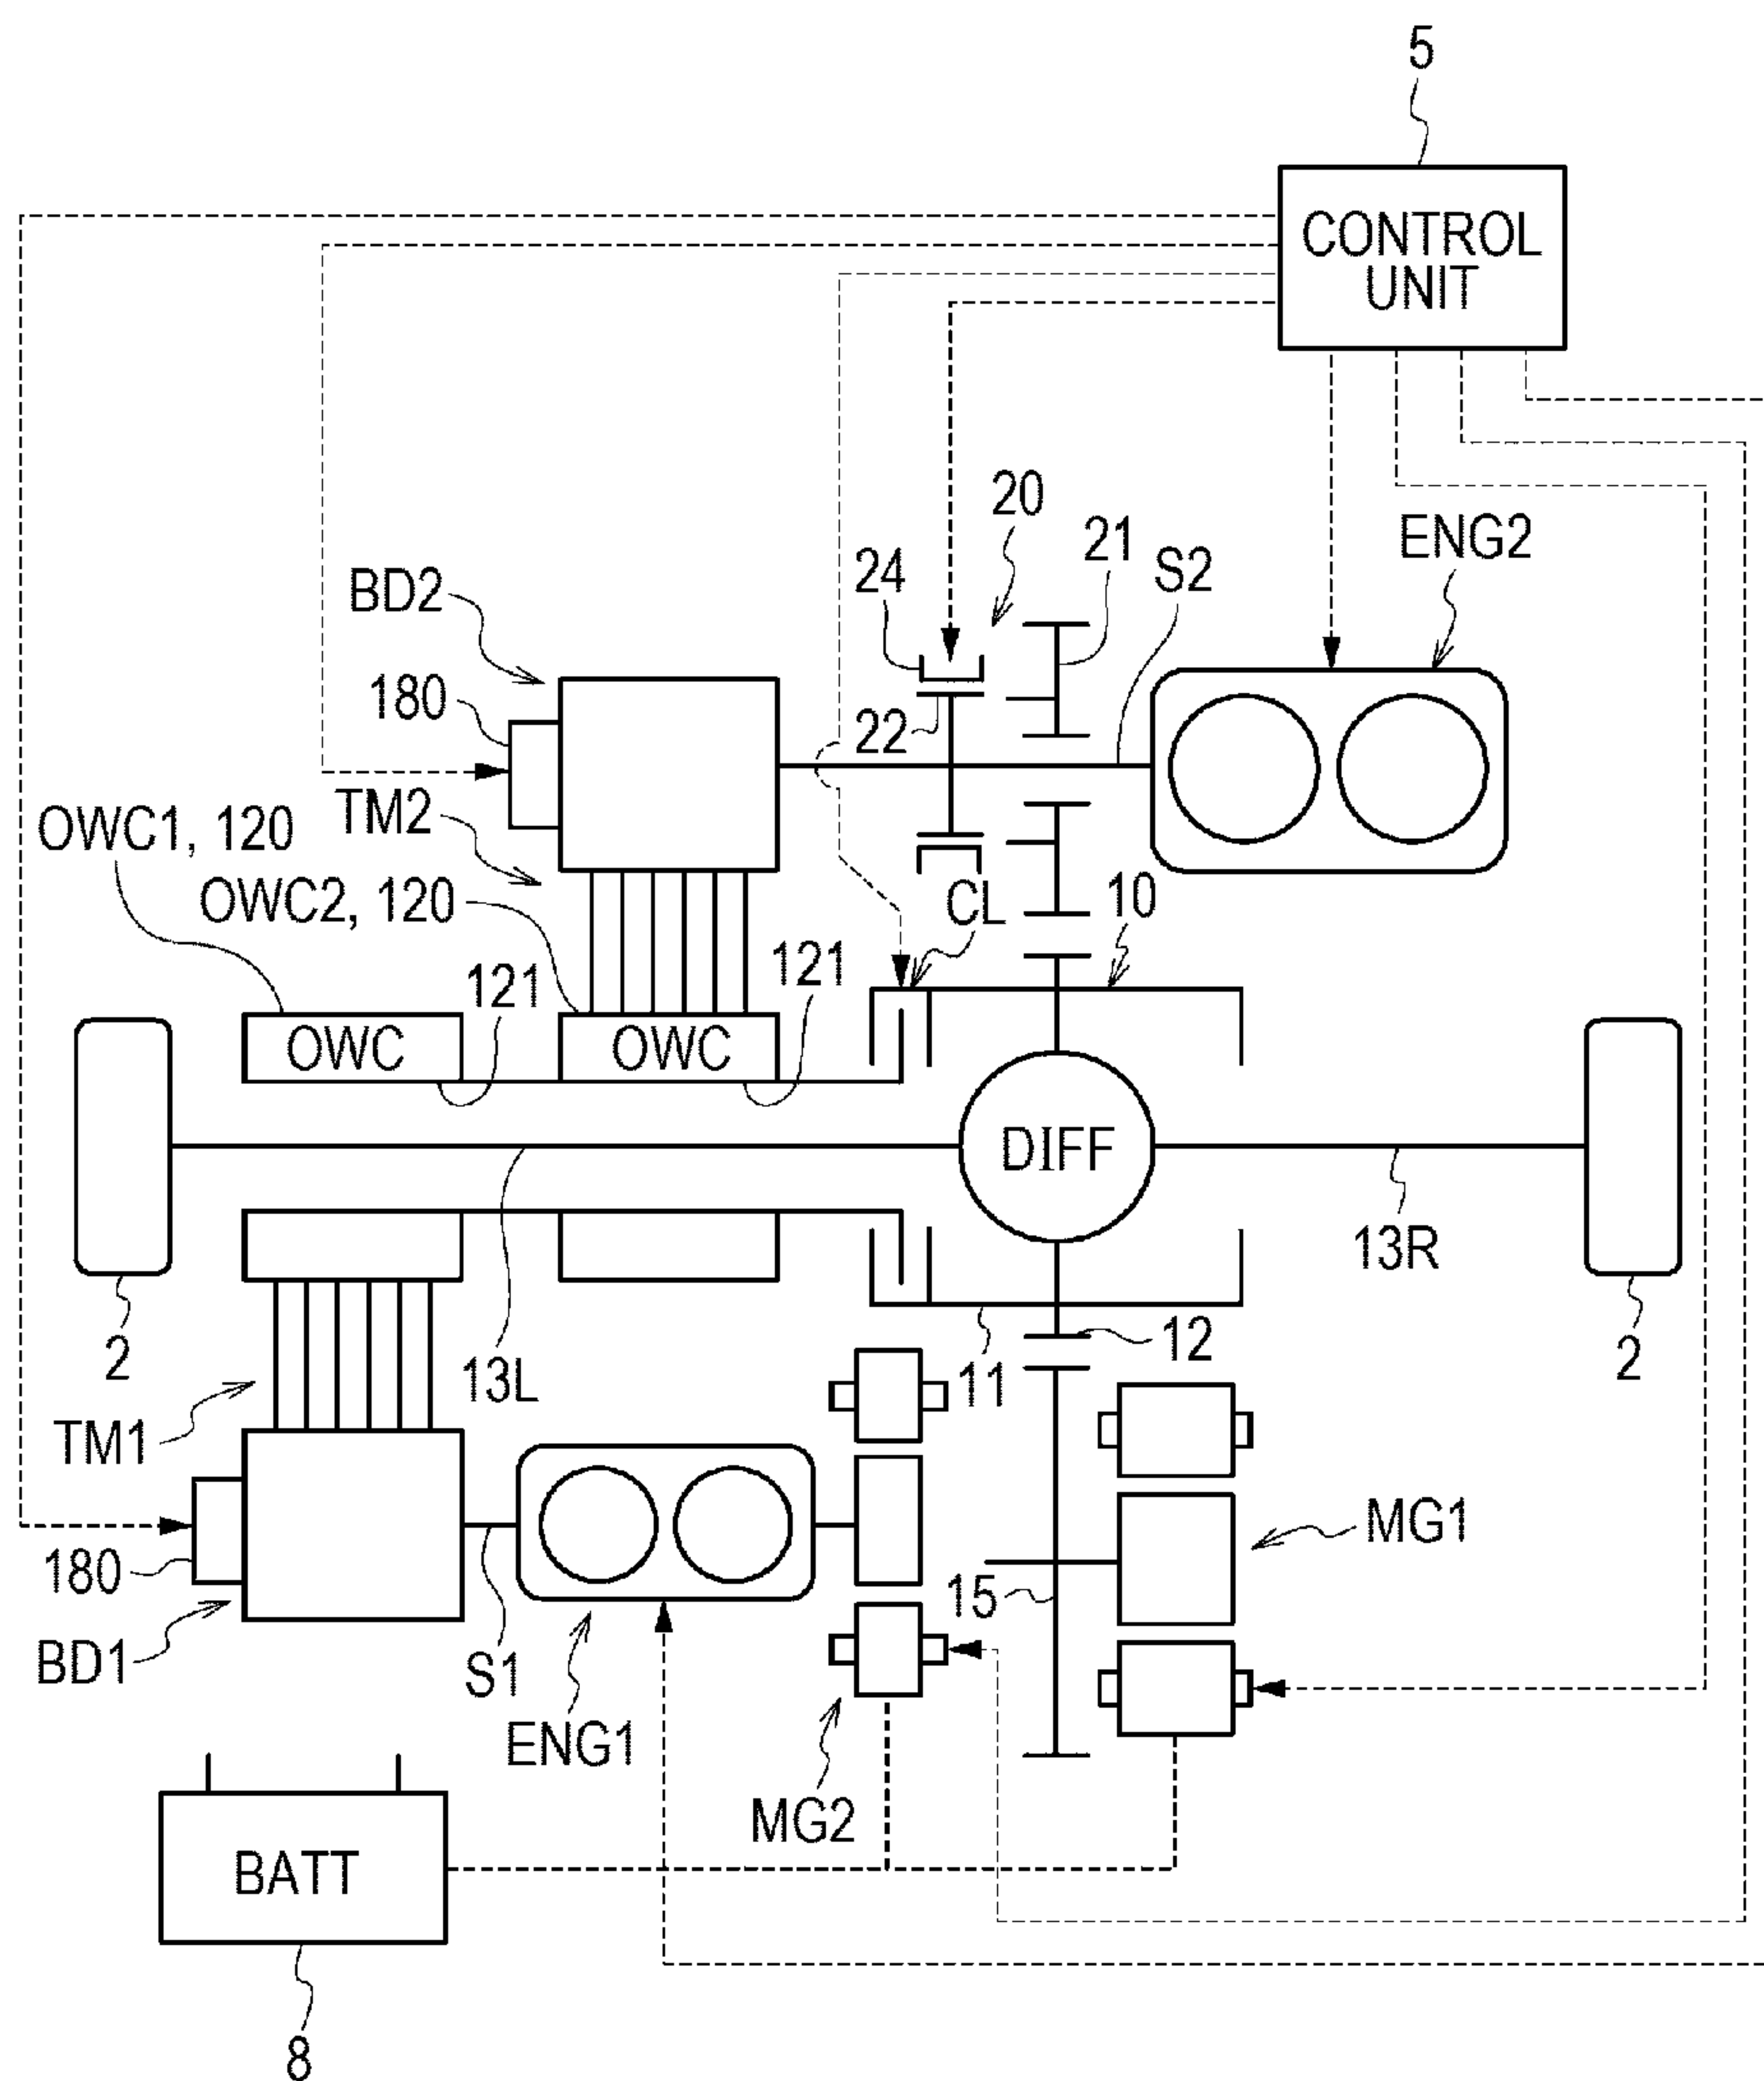 5
CONTROL
UNIT
20
21
ENG2
24
S2
BD2
180
22
TM2
OWC1, 120
OWC2, 120
CL
10
121
121
OWC
OWC
DIFF
13R
2
13L
11
12
2
TM1
MG1
180
15
BD1
S1
ENG1
MG2
BATT
8